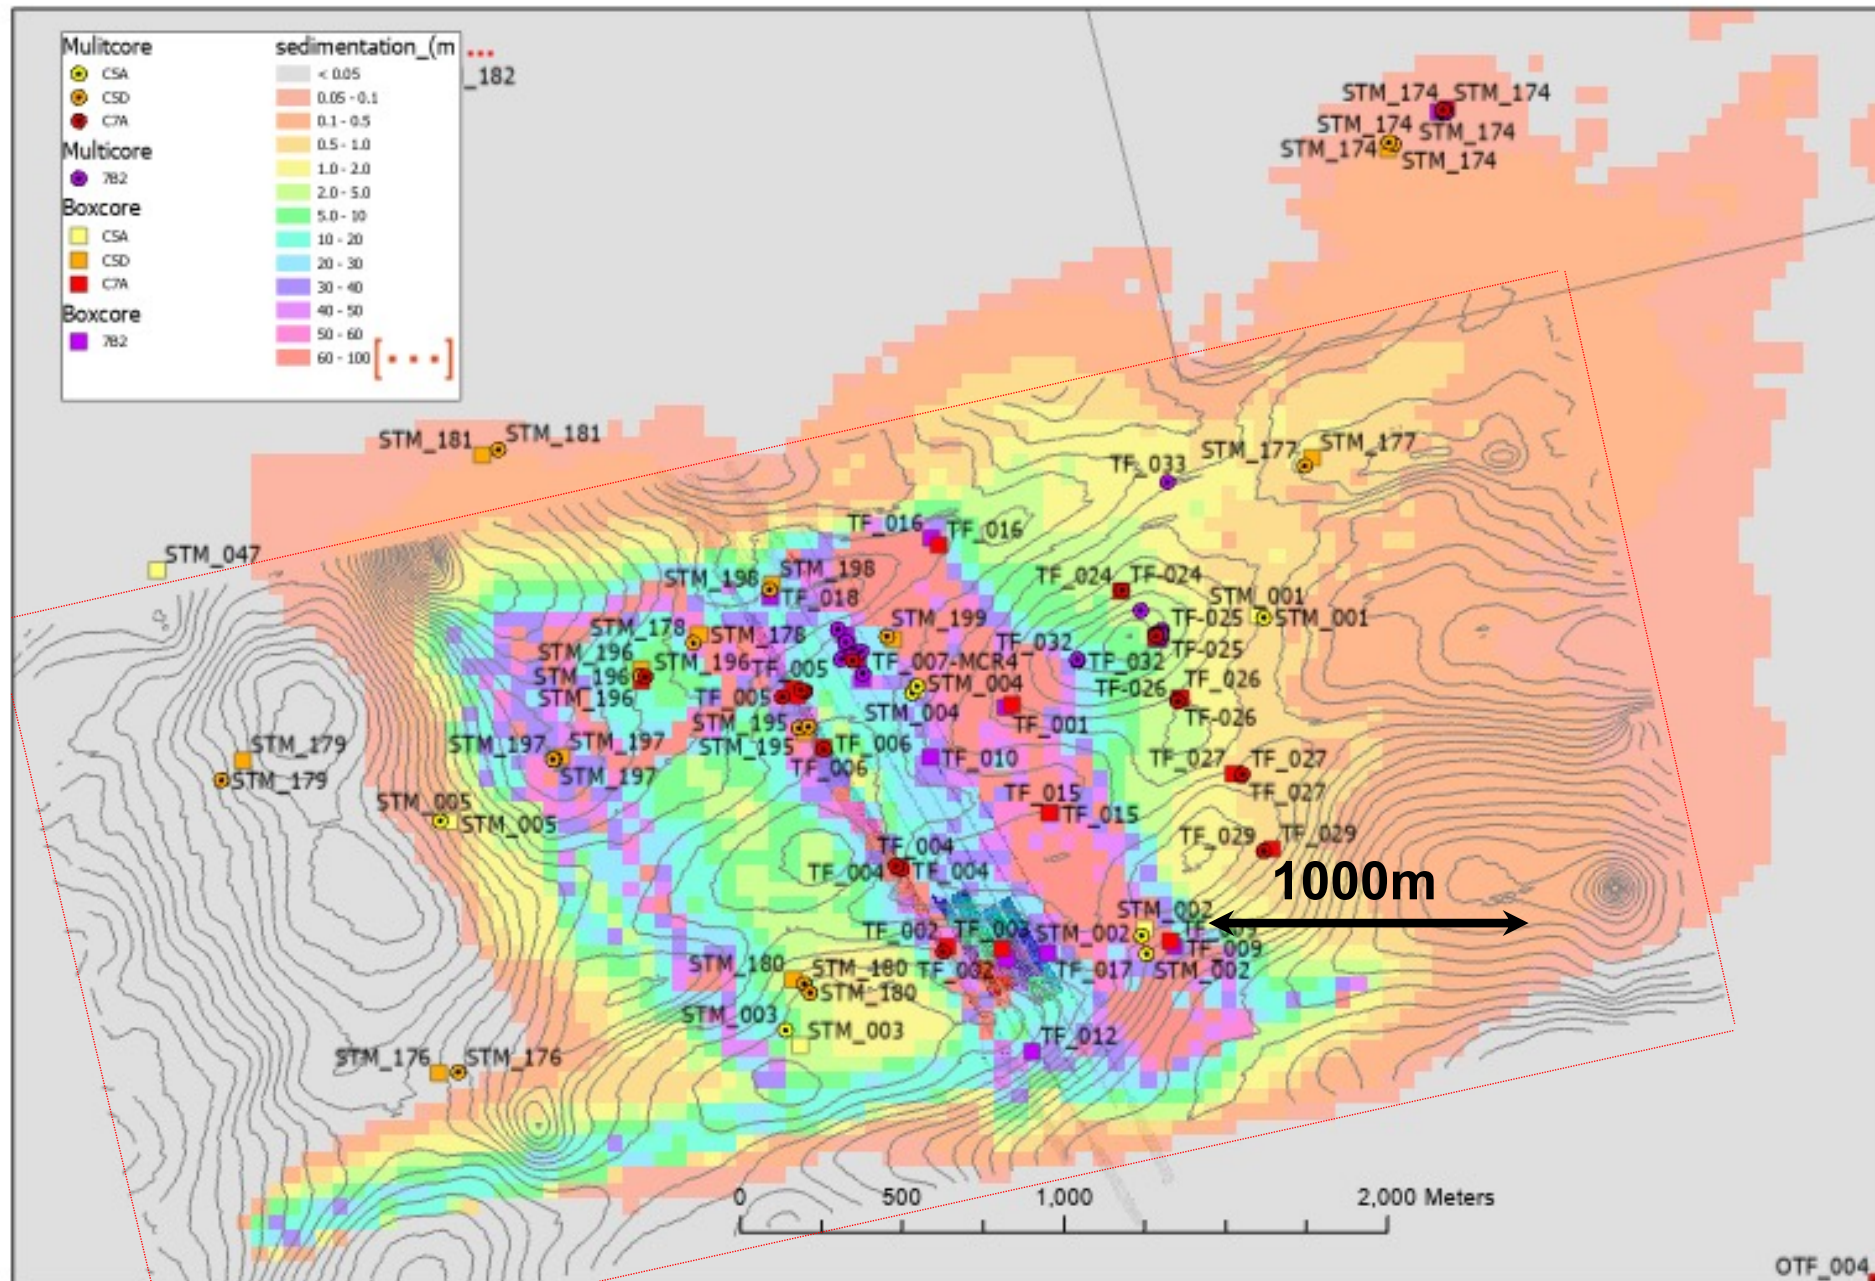 Mulitcore
C5A
C5D
C7A
Multicore
7B2
Boxcore
C5A
C5D
C7A
Boxcore
7B2
sedimentation_(m ...
< 0.05
0.05 - 0.1
0.1 - 0.5
0.5 - 1.0
1.0 - 2.0
2.0 - 5.0
5.0 - 10
10 - 20
20 - 30
30 - 40
40 - 50
50 - 60
60 - 100 [...]
_182
STM_174 STM_174
STM_174 STM_174
STM_174 STM_174
STM_181 STM_181
STM_177 STM_177
TF_033
STM_047
TF_016 TF_016
STM_198 STM_198
TF_018
TF_024 TF-024
STM_001
STM_001
TF-025
TF-025
STM_178 STM_178
STM_199
TF_032 TF_032
STM_196 STM_196
STM_196
STM_196
TF_005
TF_005
TF_007-MCR4
STM_004
STM_004
TF-026 TF_026
TF-026
TF_001
STM_195
STM_195
TF_006
TF_006
TF_010
STM_197 STM_197
STM_197
STM_179
STM_179
TF_027 TF_027
TF_027
STM_005
STM_005
TF_015
TF_015
TF_029 TF_029
TF_004
TF_004 TF_004
1000m
STM_002
TF_002 TF_003 STM_002 TF_009
TF_009
TF_002 TF_017 STM_002
STM_180 STM_180
STM_180
STM_003 STM_003
TF_012
STM_176 STM_176
0 500 1,000 2,000 Meters
OTF_004